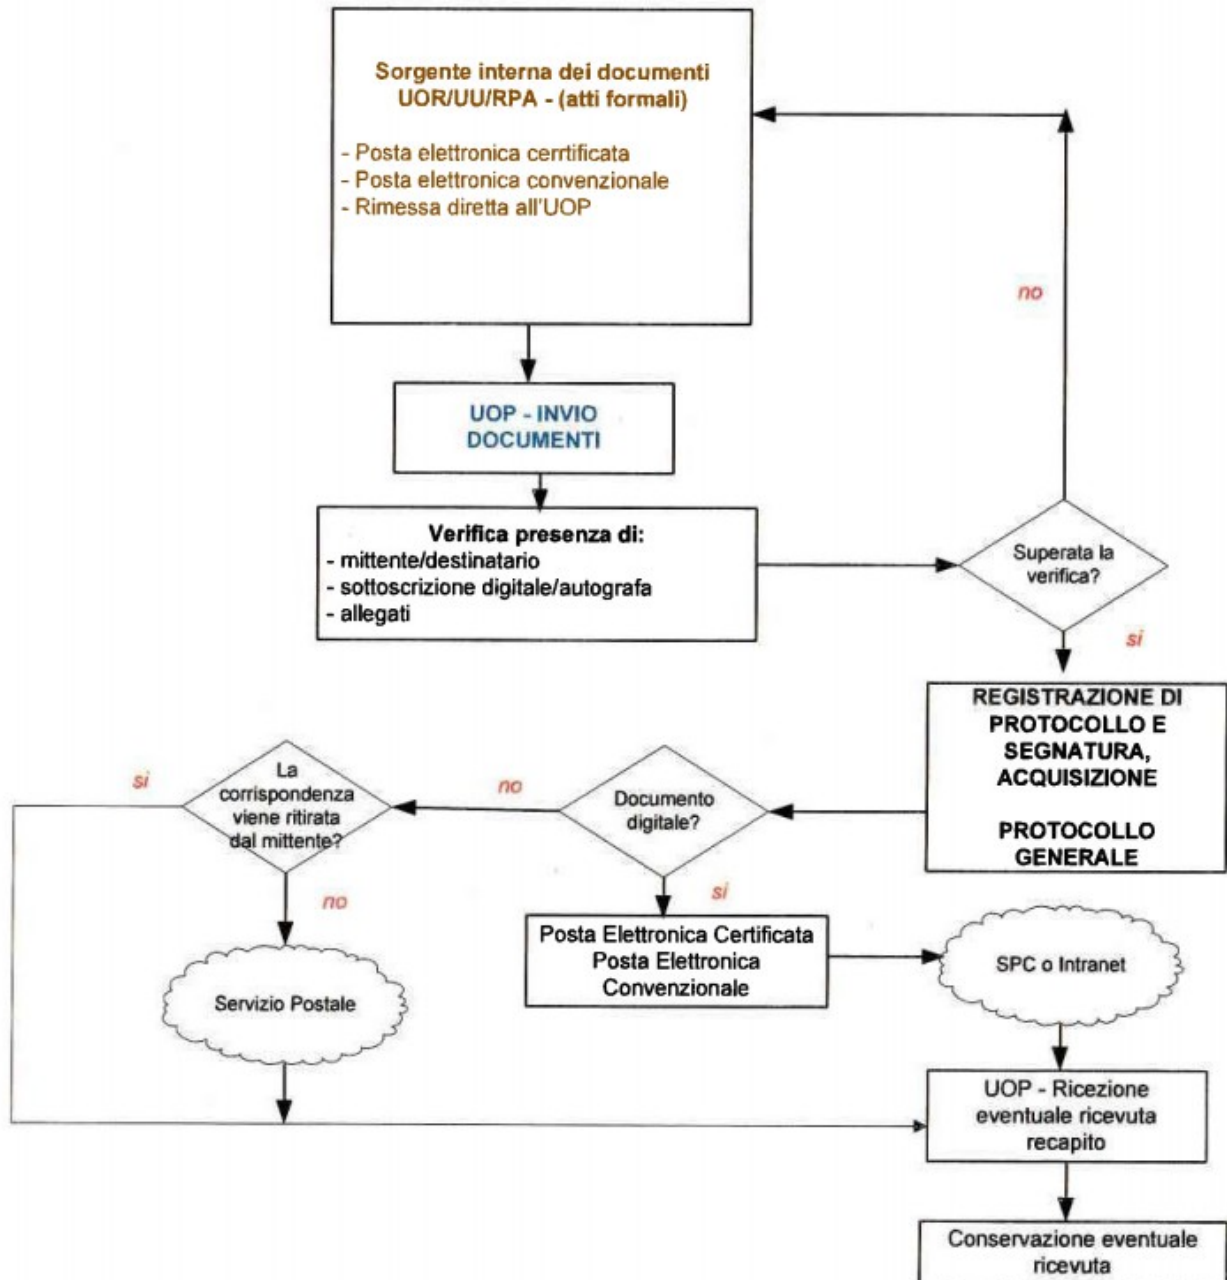 Sorgente interna dei documenti
UOR/UU/RPA - (atti formali)
- Posta elettronica cerrtificata
- Posta elettronica convenzionale
- Rimessa diretta all'UOP
no
UOP - INVIO
DOCUMENTI
Verifica presenza di:
- mittente/destinatario
- sottoscrizione digitale/autografa
- allegati
Superata la
verifica?
si
REGISTRAZIONE DI
PROTOCOLLO E
SEGNATURA,
ACQUISIZIONE
PROTOCOLLO
GENERALE
Documento
digitale?
no
La
corrispondenza
viene ritirata
dal mittente?
si
no
Servizio Postale
si
Posta Elettronica Certificata
Posta Elettronica
Convenzionale
SPC o Intranet
UOP - Ricezione
eventuale ricevuta
recapito
Conservazione eventuale
ricevuta